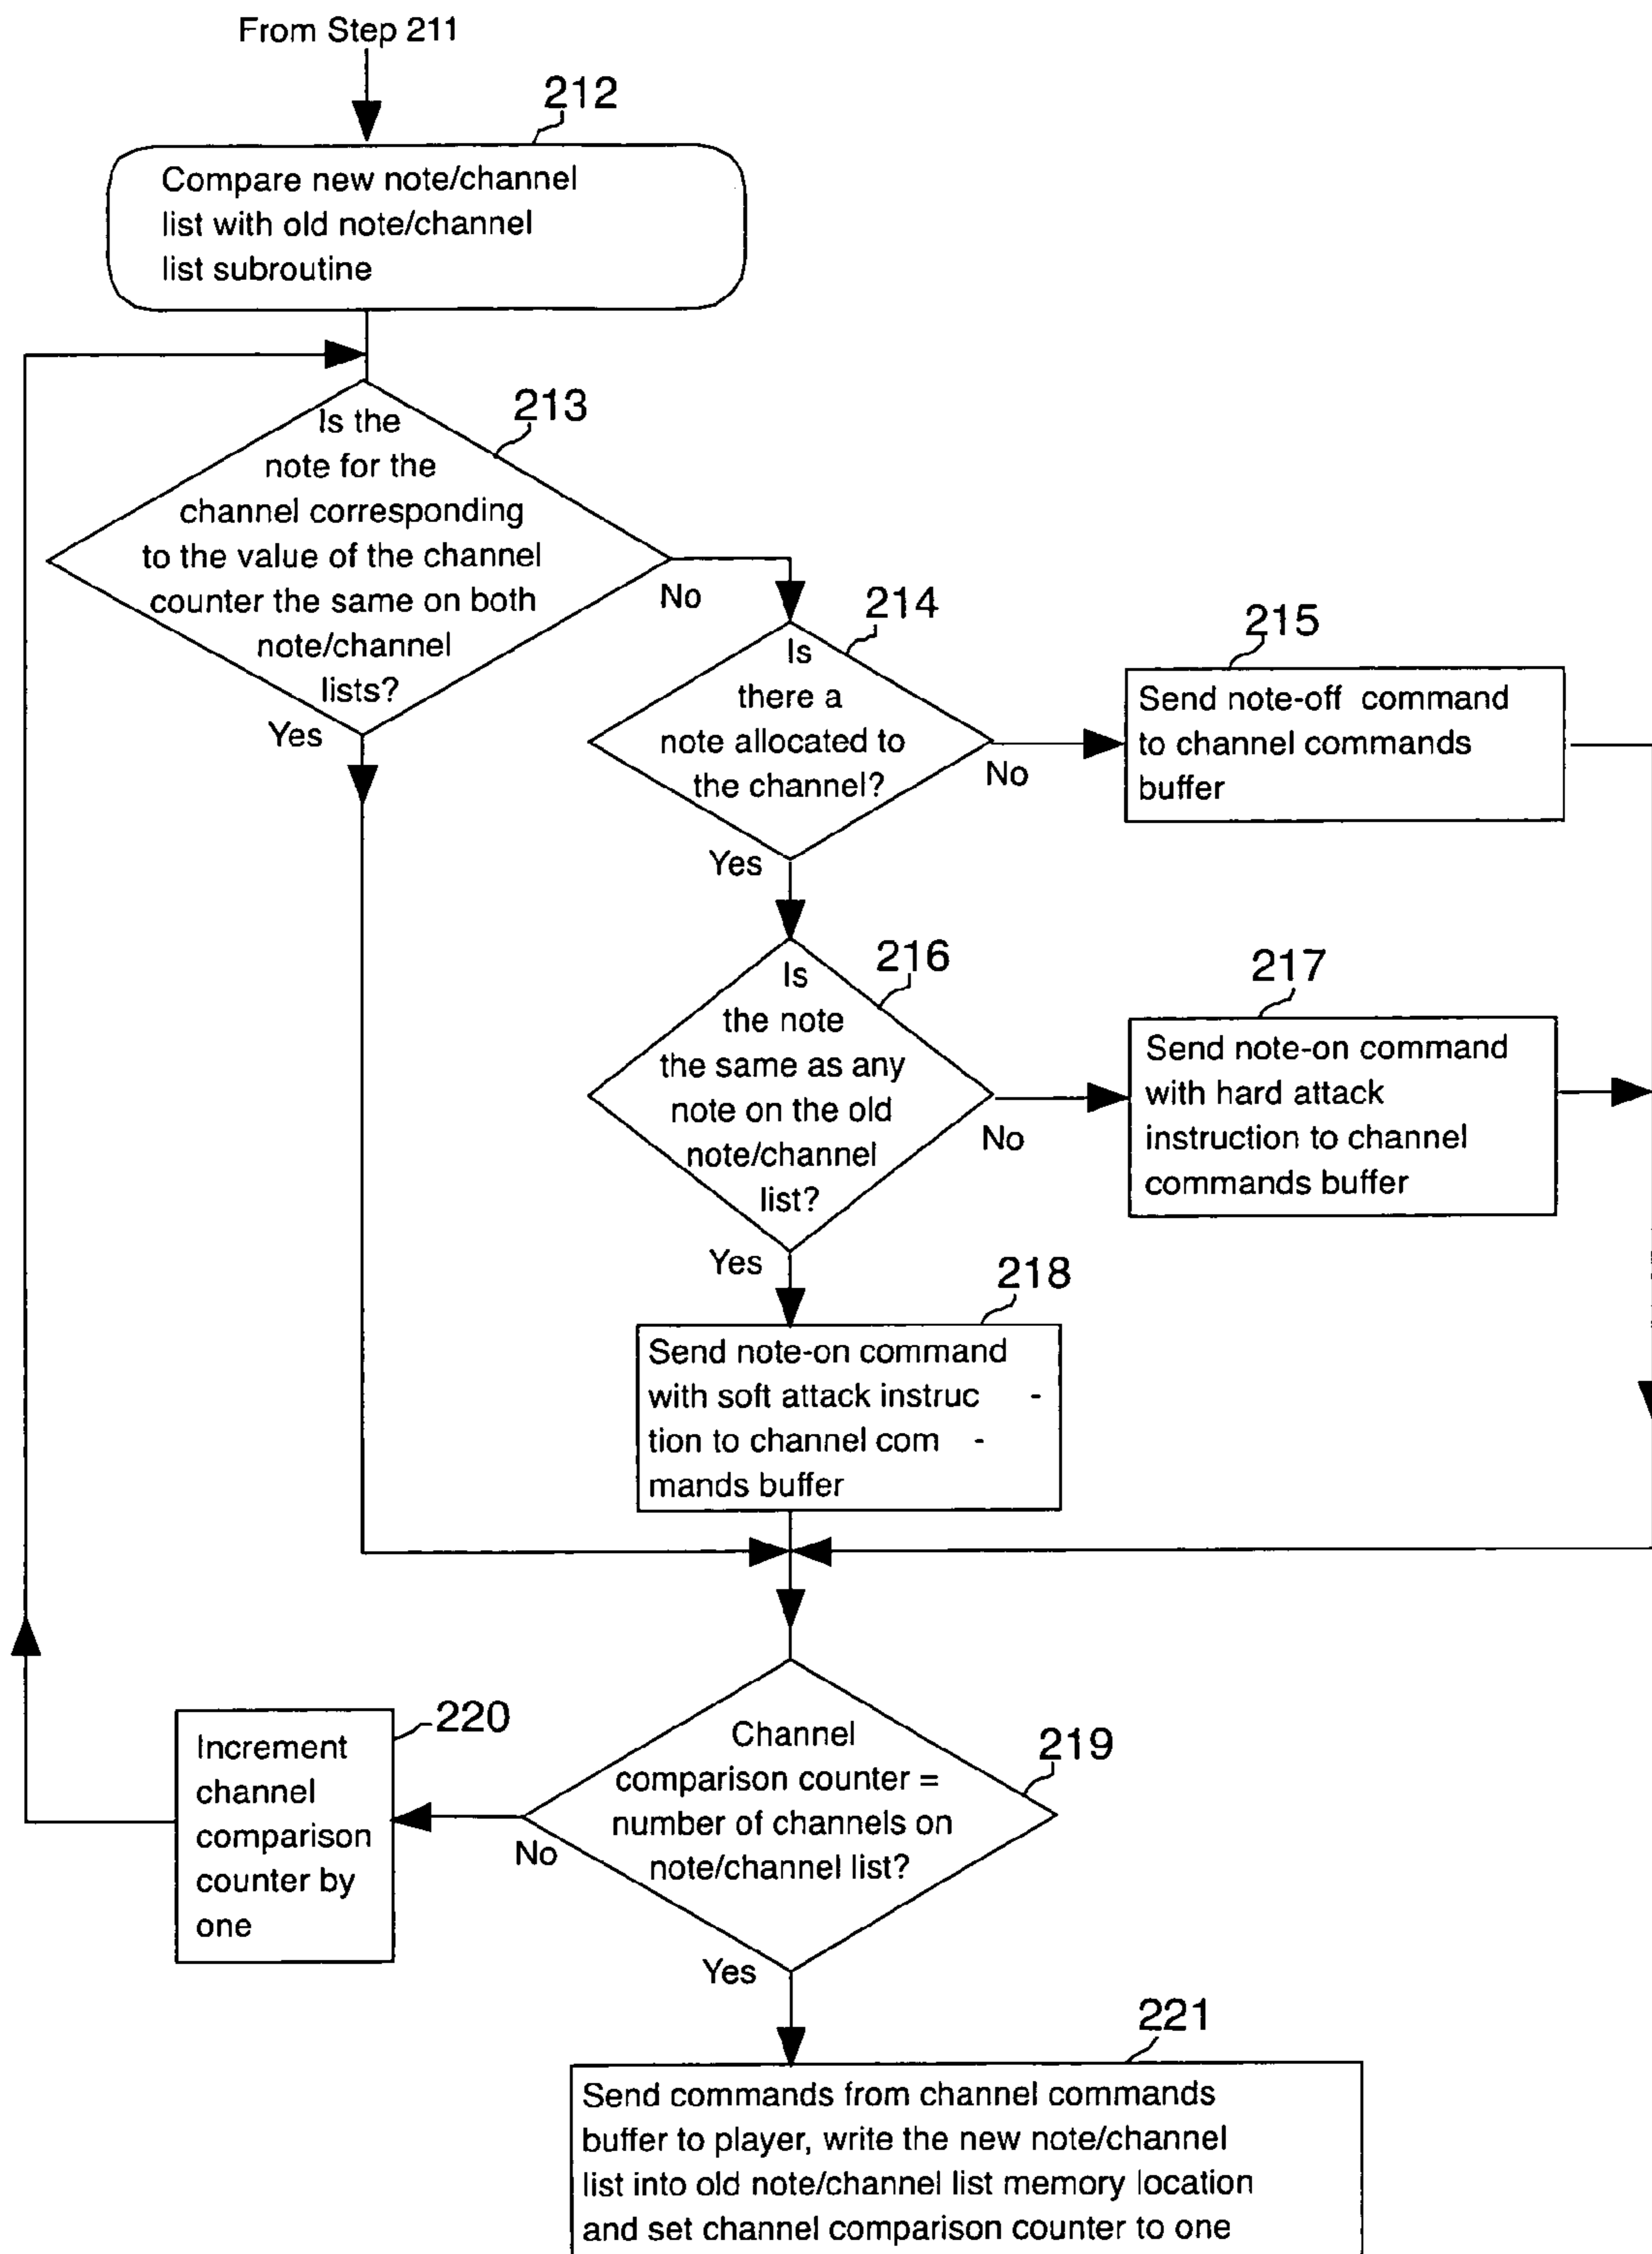 From Step 211
212
Compare new note/channel
list with old note/channel
list subroutine
213
Is the
note for the
channel corresponding
to the value of the channel
counter the same on both
note/channel
lists?
No
Yes
214
Is
there a
note allocated to
the channel?
No
Yes
215
Send note-off command
to channel commands
buffer
216
Is
the note
the same as any
note on the old
note/channel
list?
No
Yes
217
Send note-on command
with hard attack
instruction to channel
commands buffer
218
Send note-on command
with soft attack instruc -
tion to channel com -
mands buffer
219
Channel
comparison counter =
number of channels on
note/channel list?
No
Yes
220
Increment
channel
comparison
counter by
one
221
Send commands from channel commands
buffer to player, write the new note/channel
list into old note/channel list memory location
and set channel comparison counter to one